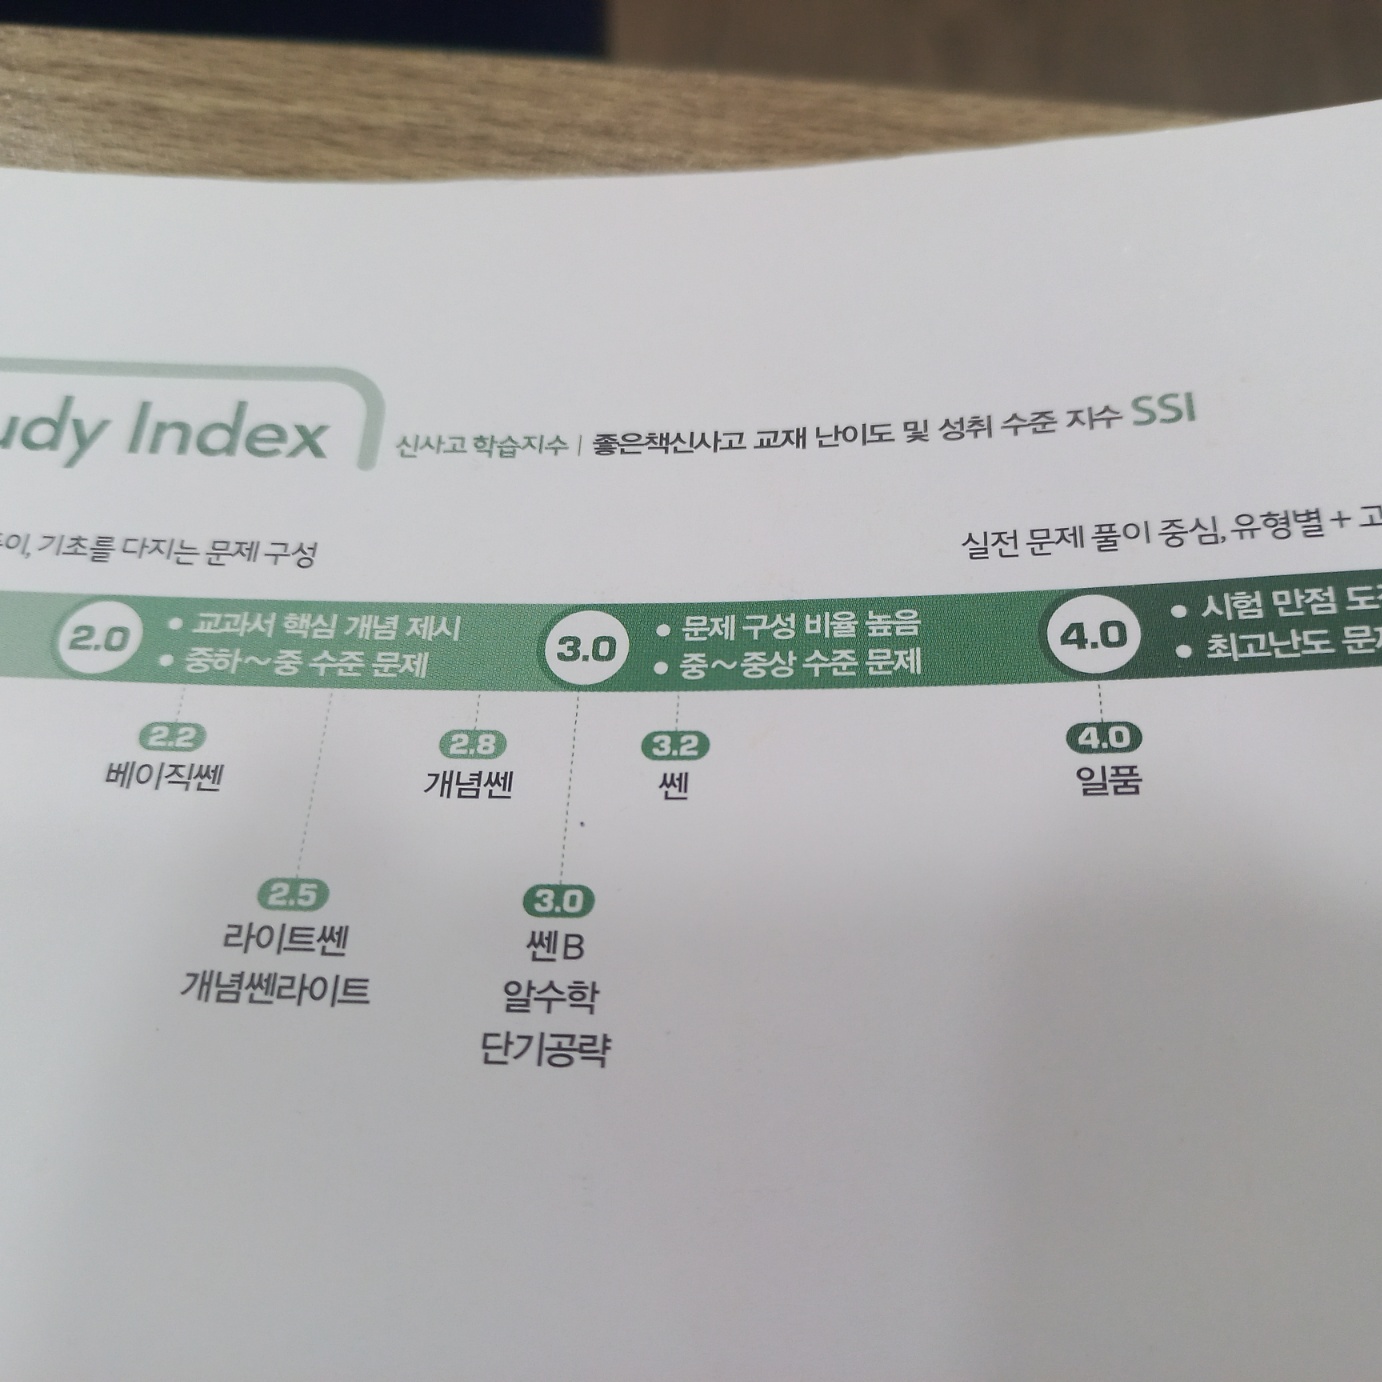 Index
신사고 학습지수 | 좋은책신사고 교재 난이도 및 성취 수준 지수 SSI
기초를 다지는 문제 구성
실전 문제 풀이 중심, 유형별 +
2.0
• 교과서 핵심 개념 제시
• 중하~중 수준 문제
3.0
• 문제 구성 비율 높음
• 중~중상 수준 문제
4.0
• 시험 만점
• 최고난도
2.2
베이직쎈
2.8
개념쎈
3.2
쎈
4.0
일품
2.5
라이트쎈
개념쎈라이트
3.0
쎈B
알수학
단기공략